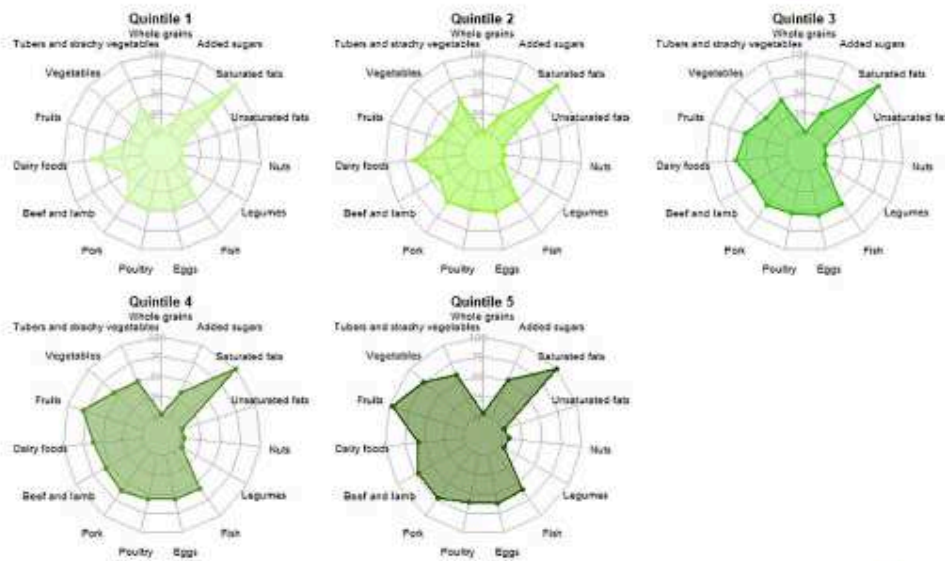 Quintile 1
Whole grains
Tubers and strachy vegetables
Added sugars
Vegetables
Saturated fats
Fruits
Unsaturated fats
Dairy foods
Nuts
Beef and lamb
Legumes
Pork
Fish
Poultry
Eggs
Quintile 2
Whole grains
Tubers and strachy vegetables
Added sugars
Vegetables
Saturated fats
Fruits
Unsaturated fats
Dairy foods
Nuts
Beef and lamb
Legumes
Pork
Fish
Poultry
Eggs
Quintile 3
Whole grains
Tubers and strachy vegetables
Added sugars
Vegetables
Saturated fats
Fruits
Unsaturated fats
Dairy foods
Nuts
Beef and lamb
Legumes
Pork
Fish
Poultry
Eggs
Quintile 4
Whole grains
Tubers and strachy vegetables
Added sugars
Vegetables
Saturated fats
Fruits
Unsaturated fats
Dairy foods
Nuts
Beef and lamb
Legumes
Pork
Fish
Poultry
Eggs
Quintile 5
Whole grains
Tubers and strachy vegetables
Added sugars
Vegetables
Saturated fats
Fruits
Unsaturated fats
Dairy foods
Nuts
Beef and lamb
Legumes
Pork
Fish
Poultry
Eggs